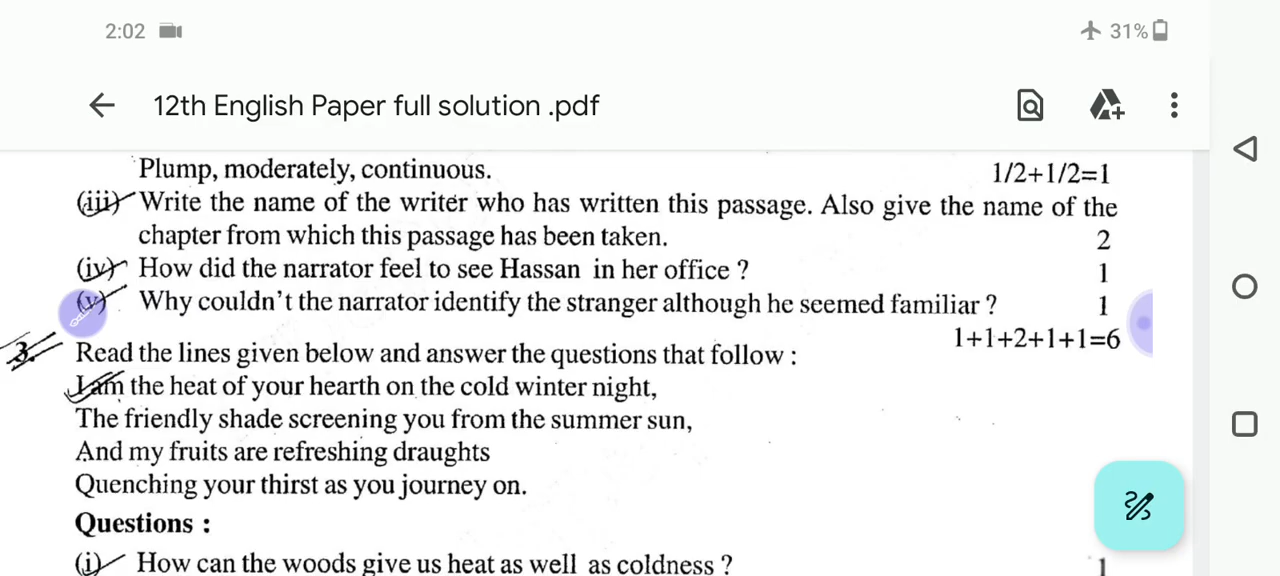 2:02
31%
12th English Paper full solution .pdf
Plump, moderately, continuous. 1/2+1/2=1
(iii) Write the name of the writer who has written this passage. Also give the name of the
chapter from which this passage has been taken. 2
(iv) How did the narrator feel to see Hassan in her office ? 1
(v) Why couldn't the narrator identify the stranger although he seemed familiar ? 1
1+1+2+1+1=6
3. Read the lines given below and answer the questions that follow :
I am the heat of your hearth on the cold winter night,
The friendly shade screening you from the summer sun,
And my fruits are refreshing draughts
Quenching your thirst as you journey on.
Questions :
(i) How can the woods give us heat as well as coldness ? 1